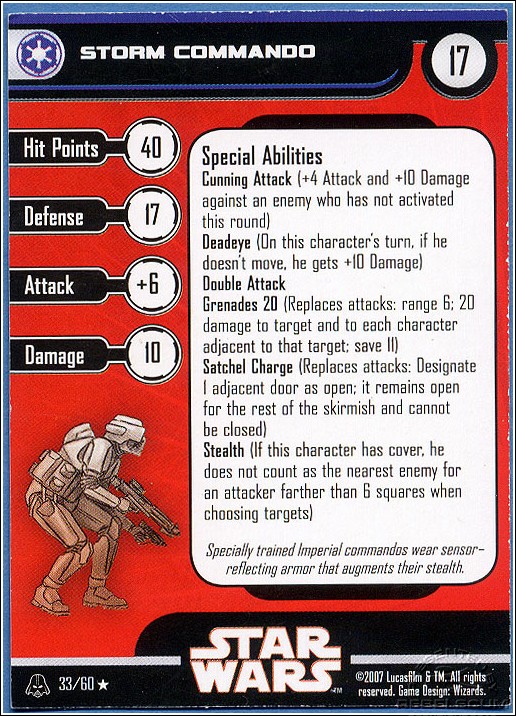 STORM COMMANDO
17
Hit Points 40
Defense 17
Attack +6
Damage 10
Special Abilities
Cunning Attack (+4 Attack and +10 Damage
against an enemy who has not activated
this round)
Deadeye (On this character's turn, if he
doesn't move, he gets +10 Damage)
Double Attack
Grenades 20 (Replaces attacks: range 6; 20
damage to target and to each character
adjacent to that target; save 11)
Satchel Charge (Replaces attacks: Designate
1 adjacent door as open; it remains open
for the rest of the skirmish and cannot
be closed)
Stealth (If this character has cover, he
does not count as the nearest enemy for
an attacker farther than 6 squares when
choosing targets)
Specially trained Imperial commandos wear sensor–
reflecting armor that augments their stealth.
STAR
WARS™
33/60 ★
©2007 Lucasfilm & TM. All rights
reserved. Game Design: Wizards.
REBELSCUM